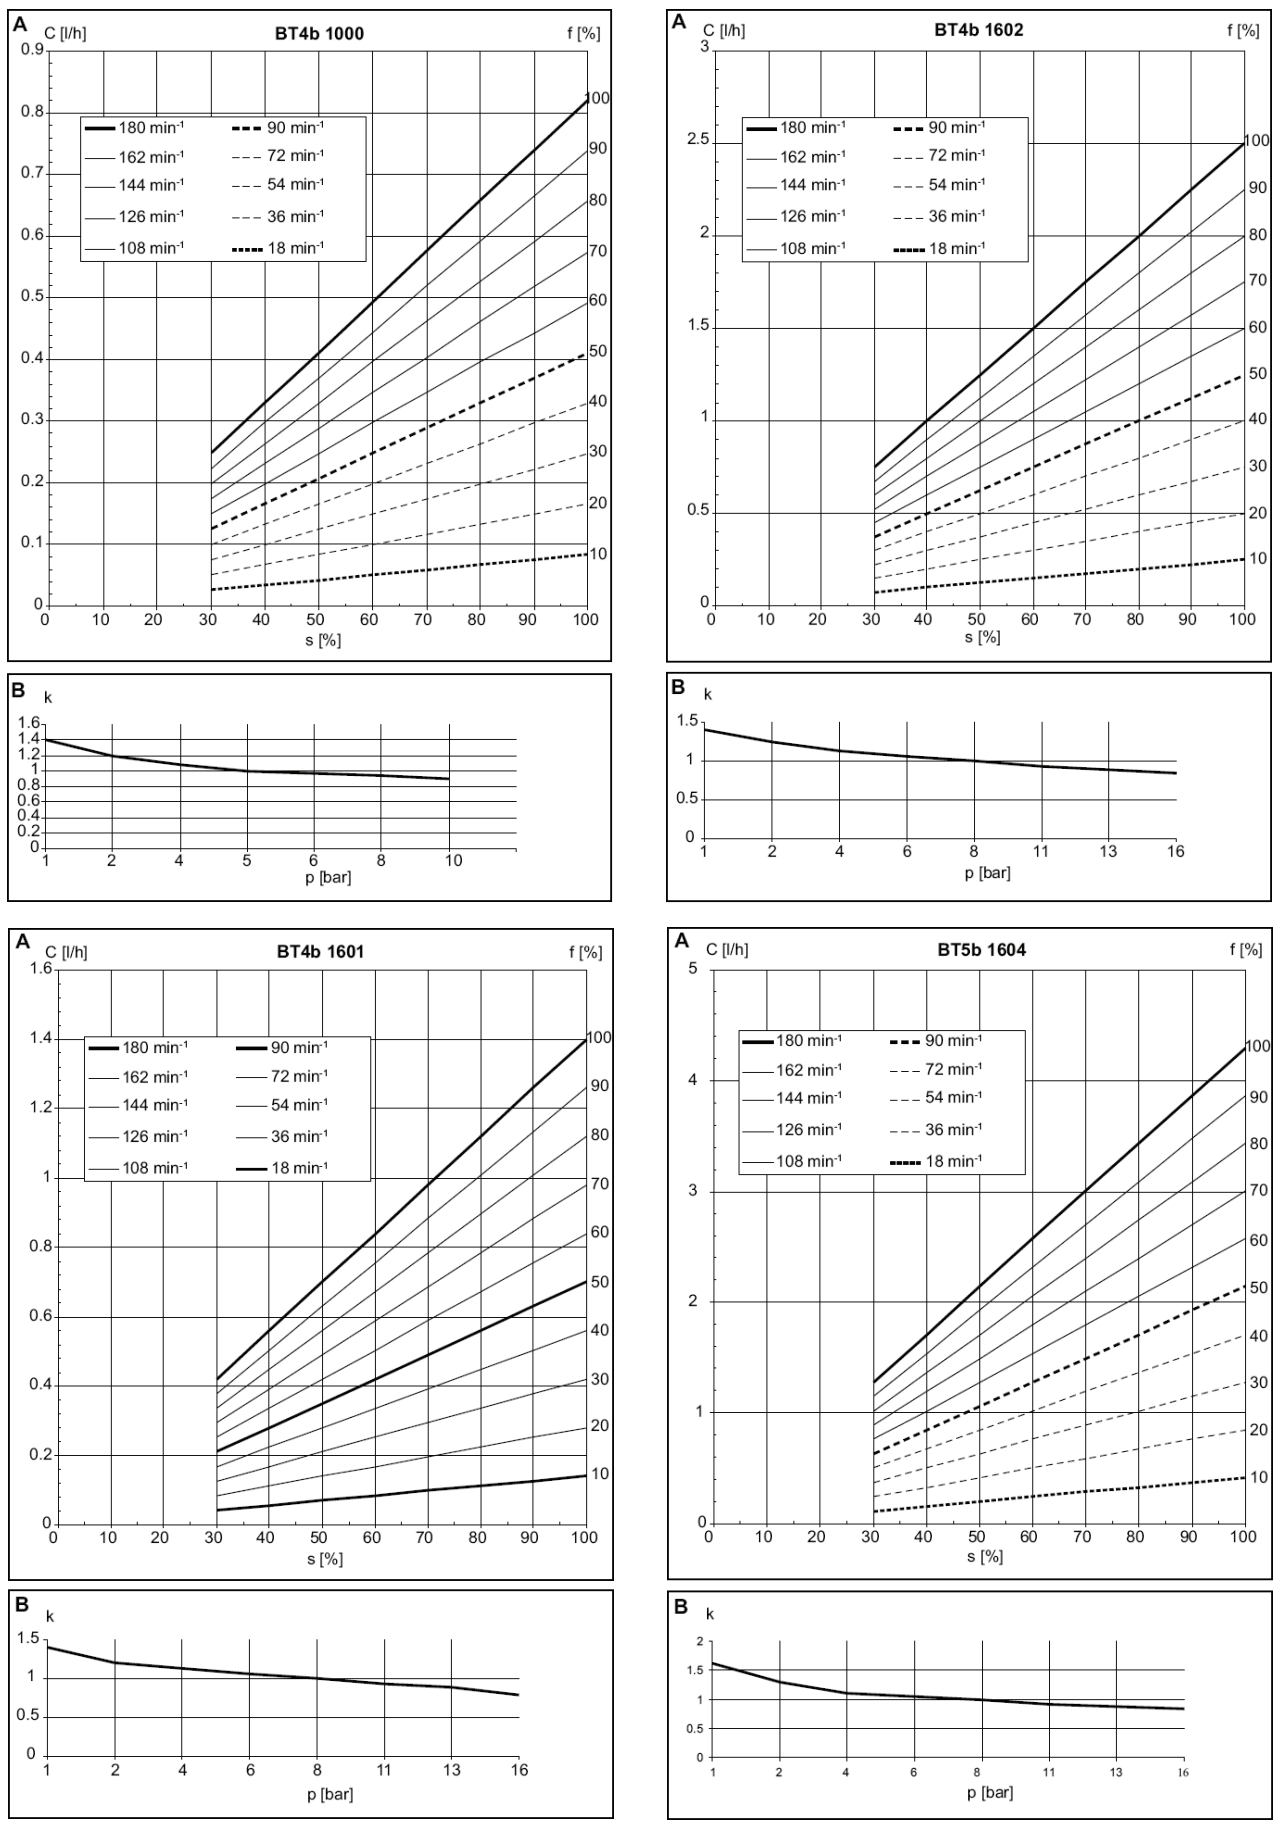 A
C [l/h] BT4b 1000 f [%]
0.9
0.8
0.7
0.6
0.5
0.4
0.3
0.2
0.1
0
180 min⁻¹ 90 min⁻¹
162 min⁻¹ 72 min⁻¹
144 min⁻¹ 54 min⁻¹
126 min⁻¹ 36 min⁻¹
108 min⁻¹ 18 min⁻¹
100
90
80
70
60
50
40
30
20
10
0 10 20 30 40 50 60 70 80 90 100
s [%]
B
k
1.6
1.4
1.2
1
0.8
0.6
0.4
0.2
0
1 2 4 5 6 8 10
p [bar]
A
C [l/h] BT4b 1602 f [%]
3
2.5
2
1.5
1
0.5
0
180 min⁻¹ 90 min⁻¹
162 min⁻¹ 72 min⁻¹
144 min⁻¹ 54 min⁻¹
126 min⁻¹ 36 min⁻¹
108 min⁻¹ 18 min⁻¹
100
90
80
70
60
50
40
30
20
10
0 10 20 30 40 50 60 70 80 90 100
s [%]
B
k
1.5
1
0.5
0
1 2 4 6 8 11 13 16
p [bar]
A
C [l/h] BT4b 1601 f [%]
1.6
1.4
1.2
1
0.8
0.6
0.4
0.2
0
180 min⁻¹ 90 min⁻¹
162 min⁻¹ 72 min⁻¹
144 min⁻¹ 54 min⁻¹
126 min⁻¹ 36 min⁻¹
108 min⁻¹ 18 min⁻¹
100
90
80
70
60
50
40
30
20
10
0 10 20 30 40 50 60 70 80 90 100
s [%]
B
k
1.5
1
0.5
0
1 2 4 6 8 11 13 16
p [bar]
A
C [l/h] BT5b 1604 f [%]
5
4
3
2
1
0
180 min⁻¹ 90 min⁻¹
162 min⁻¹ 72 min⁻¹
144 min⁻¹ 54 min⁻¹
126 min⁻¹ 36 min⁻¹
108 min⁻¹ 18 min⁻¹
100
90
80
70
60
50
40
30
20
10
0 10 20 30 40 50 60 70 80 90 100
s [%]
B
k
2
1.5
1
0.5
0
1 2 4 6 8 11 13 16
p [bar]